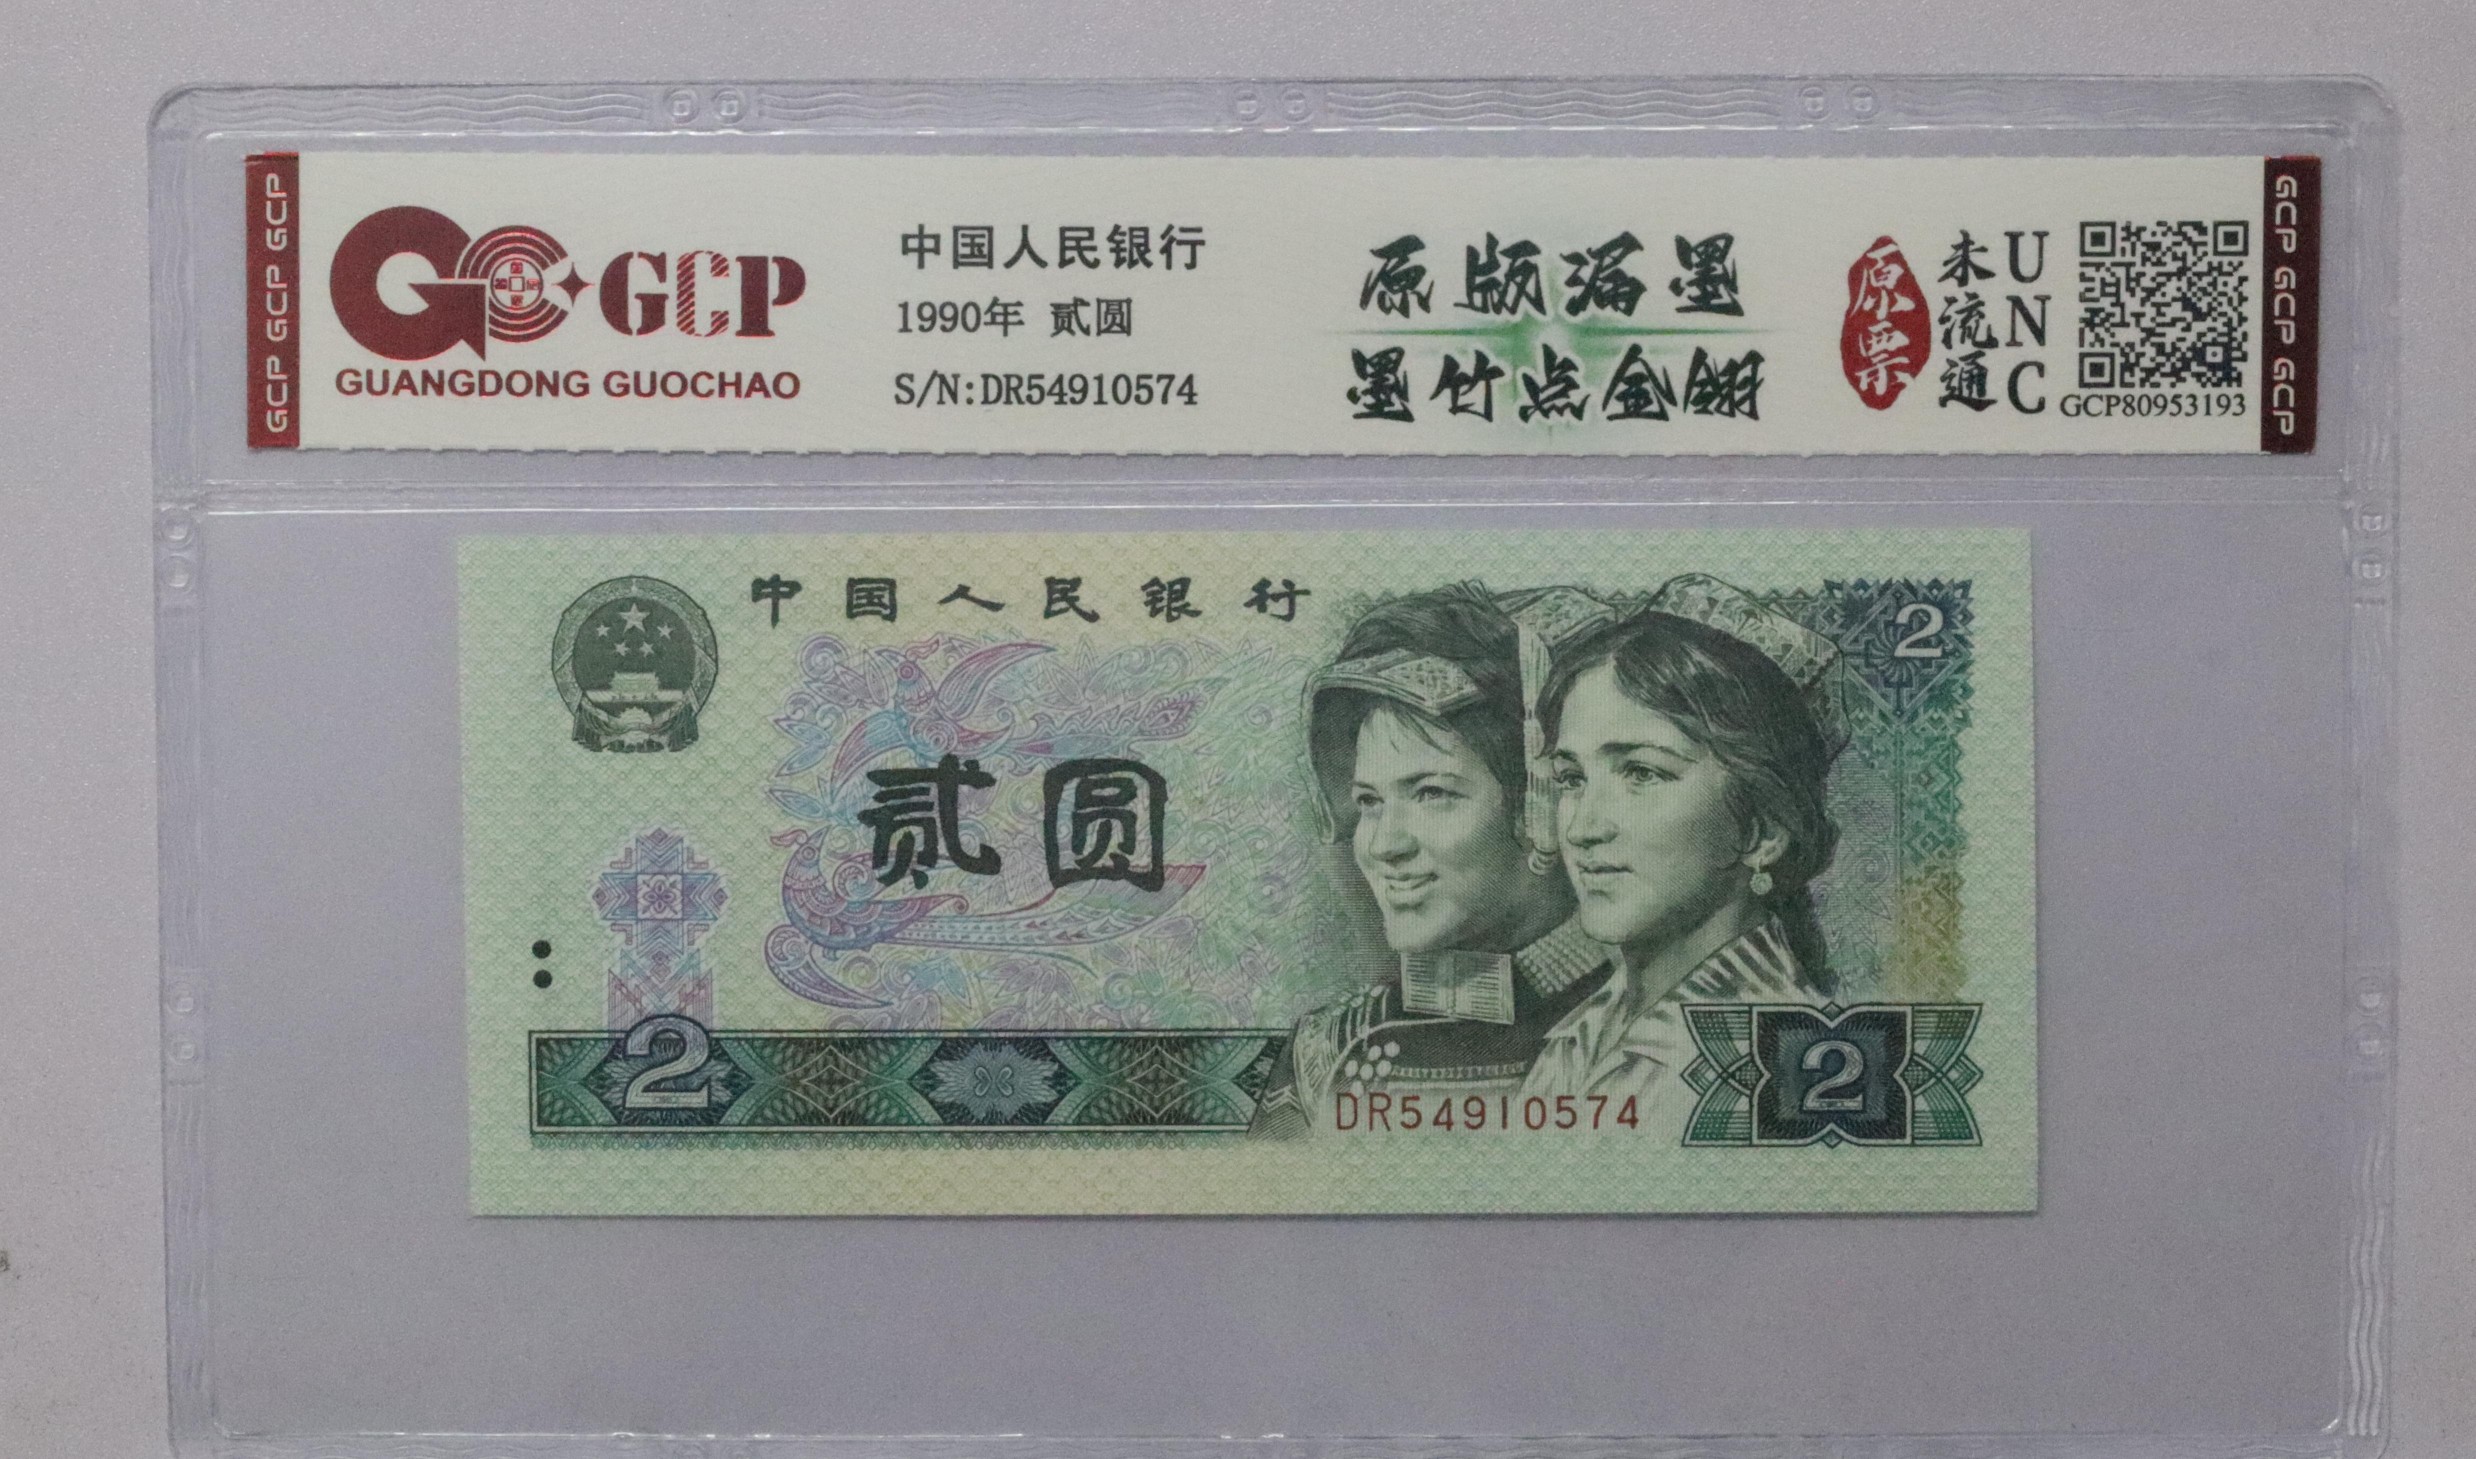 GCP GCP GCP
GCP
GUANGDONG GUOCHAO
中国人民银行
1990年 贰圆
S/N:DR54910574
原版漏墨
墨竹点金翎
原票
未流通
UNC
GCP80953193
GCP GCP GCP
中国人民银行
2
贰圆
2
DR54910574
2